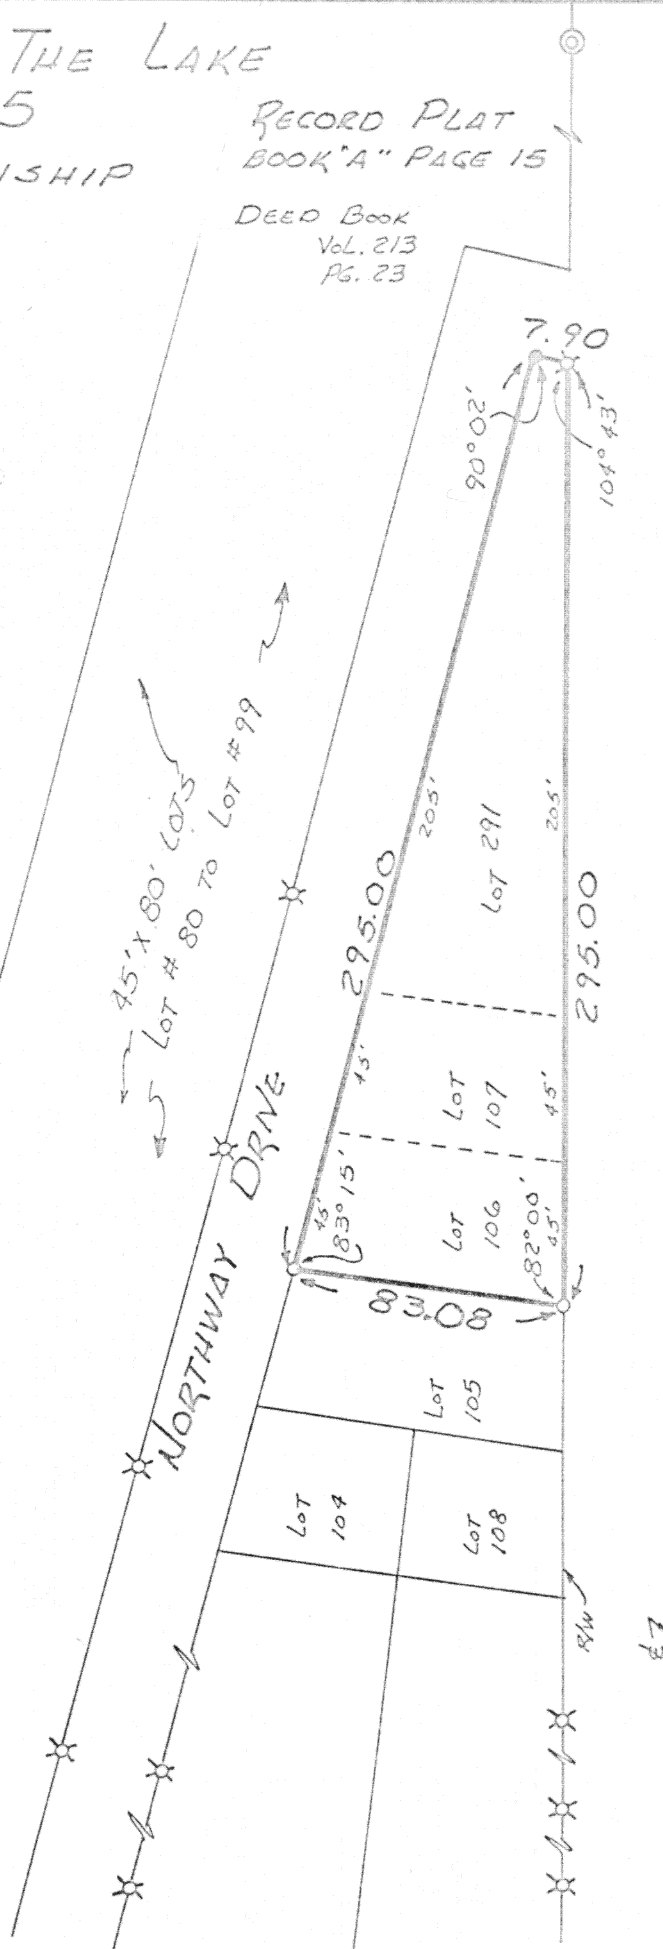 THE LAKE
5
NSHIP
RECORD PLAT
BOOK "A" PAGE 15
DEED BOOK
VOL. 213
PG. 23
7.90
90°02'
104°43'
45' X 80' LOTS
LOT # 80 TO LOT #99
205'
LOT 291
205'
295.00
295.00
45'
LOT
107
45'
NORTHWAY DRIVE
45'
83°15'
LOT
106
82°00'
45'
83.08
LOT
105
LOT
104
LOT
108
R/W